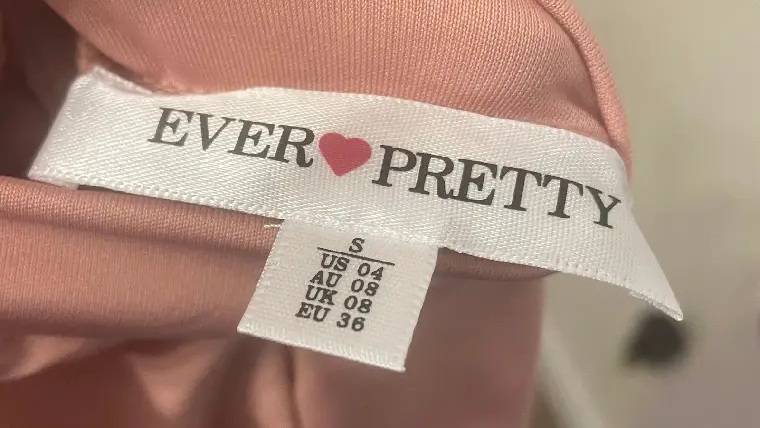 EVER❤PRETTY
S
US 04
AU 08
UK 08
EU 36